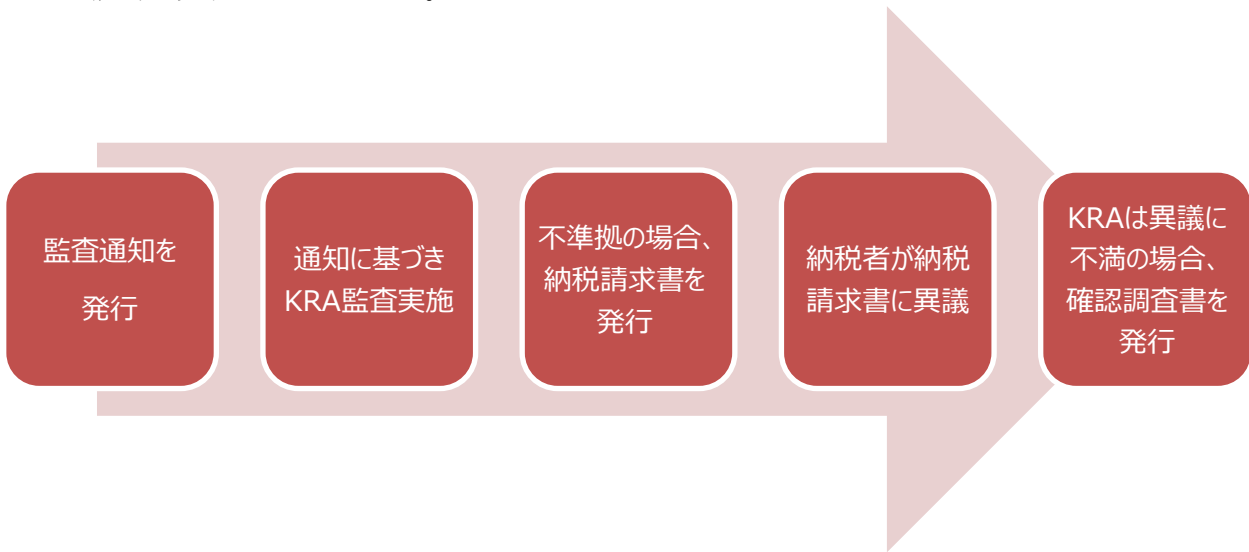 監査通知を
発行
通知に基づき
KRA監査実施
不準拠の場合、
納税請求書を
発行
納税者が納税
請求書に異議
KRAは異議に
不満の場合、
確認調査書を
発行